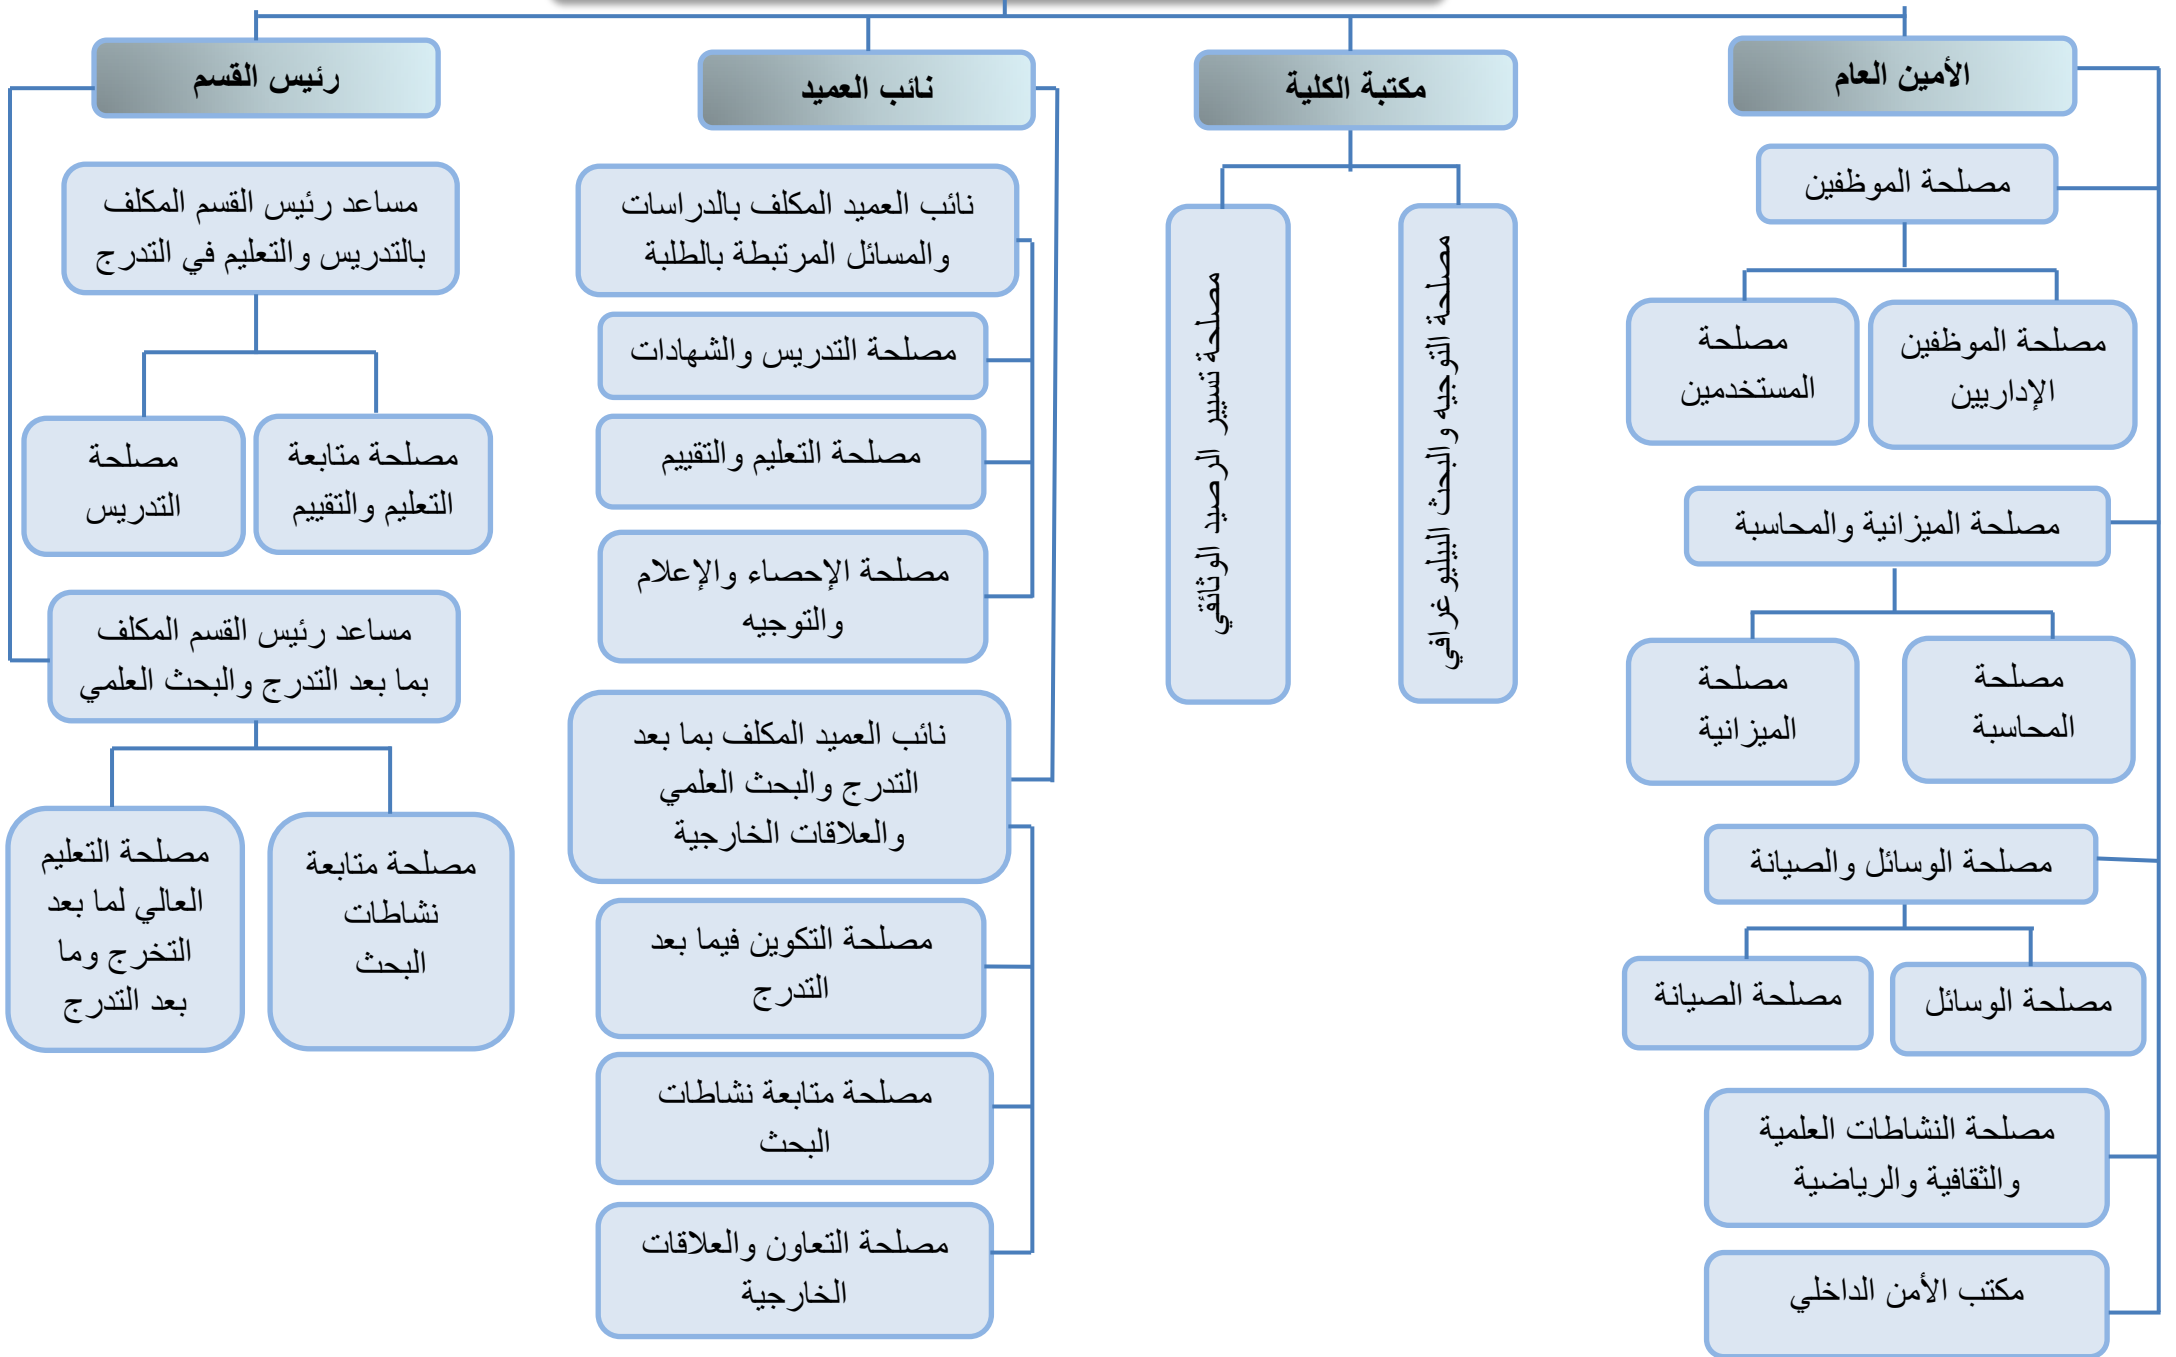 الأمين العام
مصلحة الموظفين
مصلحة الموظفين
الإداريين
مصلحة
المستخدمين
مصلحة الميزانية والمحاسبة
مصلحة
المحاسبة
مصلحة
الميزانية
مصلحة الوسائل والصيانة
مصلحة الوسائل
مصلحة الصيانة
مصلحة النشاطات العلمية
والثقافية والرياضية
مكتب الأمن الداخلي
مكتبة الكلية
مصلحة التوجيه والبحث البيليوغرافي
مصلحة تسيير الرصيد الوثائقي
نائب العميد
نائب العميد المكلف بالدراسات
والمسائل المرتبطة بالطلبة
مصلحة التدريس والشهادات
مصلحة التعليم والتقييم
مصلحة الإحصاء والإعلام
والتوجيه
نائب العميد المكلف بما بعد
التدرج والبحث العلمي
والعلاقات الخارجية
مصلحة التكوين فيما بعد
التدرج
مصلحة متابعة نشاطات
البحث
مصلحة التعاون والعلاقات
الخارجية
رئيس القسم
مساعد رئيس القسم المكلف
بالتدريس والتعليم في التدرج
مصلحة متابعة
التعليم والتقييم
مصلحة
التدريس
مساعد رئيس القسم المكلف
بما بعد التدرج والبحث العلمي
مصلحة متابعة
نشاطات
البحث
مصلحة التعليم
العالي لما بعد
التخرج وما
بعد التدرج